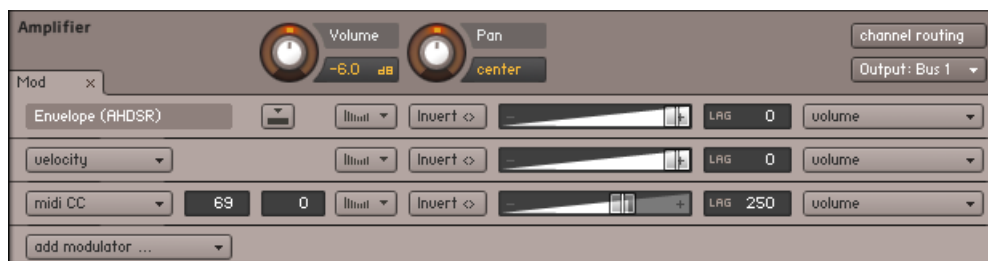 Amplifier
Volume
Pan
channel routing
-6.0 dB
center
Output: Bus 1
Mod x
Envelope (AHDSR) Invert <> - + LAG 0 volume
velocity Invert <> - + LAG 0 volume
midi CC 69 0 Invert <> - + LAG 250 volume
add modulator ...